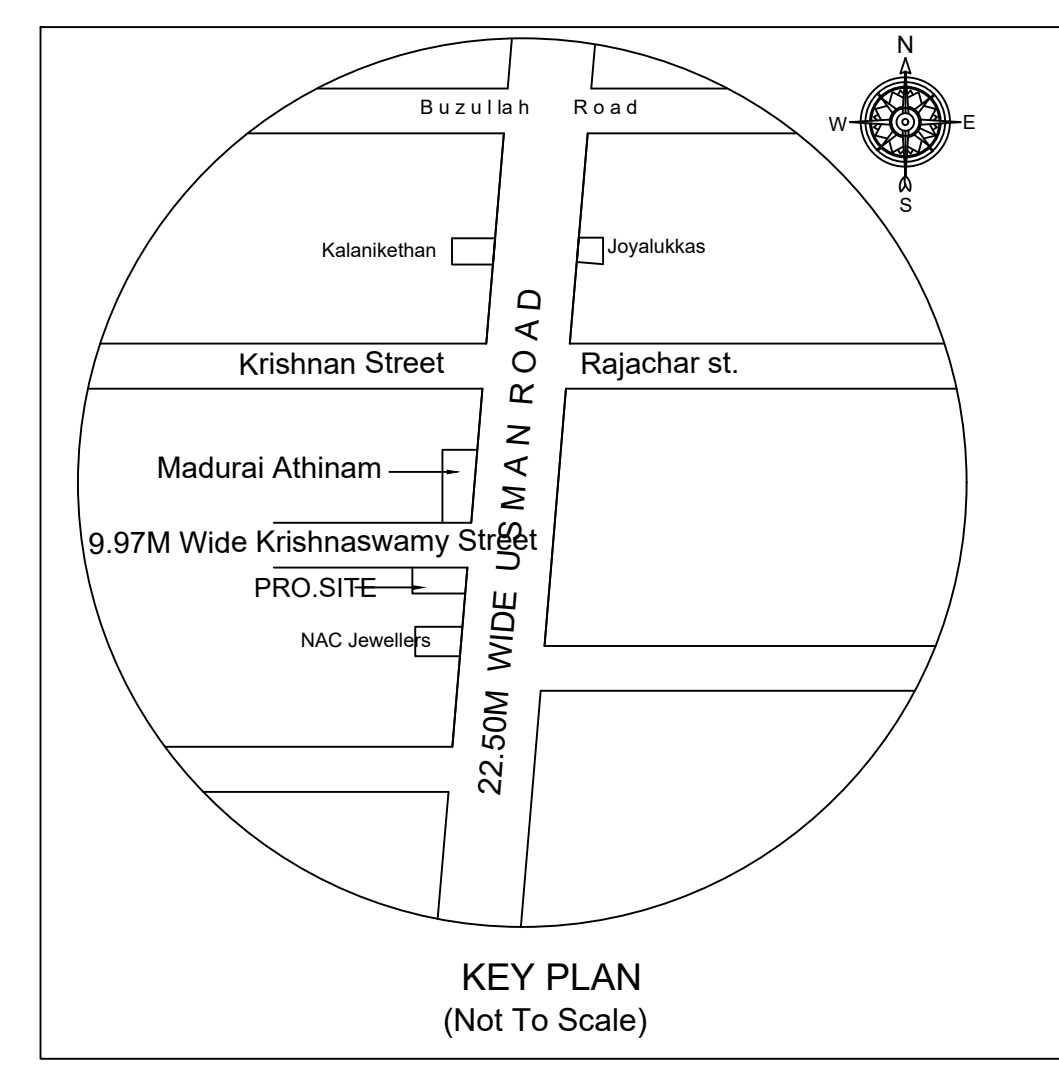 N
W
E
S
Buzullah Road
Kalanikethan
Joyalukkas
Krishnan Street
Rajachar st.
Madurai Athinam
9.97M Wide Krishnaswamy Street
PRO.SITE
NAC Jewellers
22.50M WIDE USMAN ROAD
KEY PLAN
(Not To Scale)